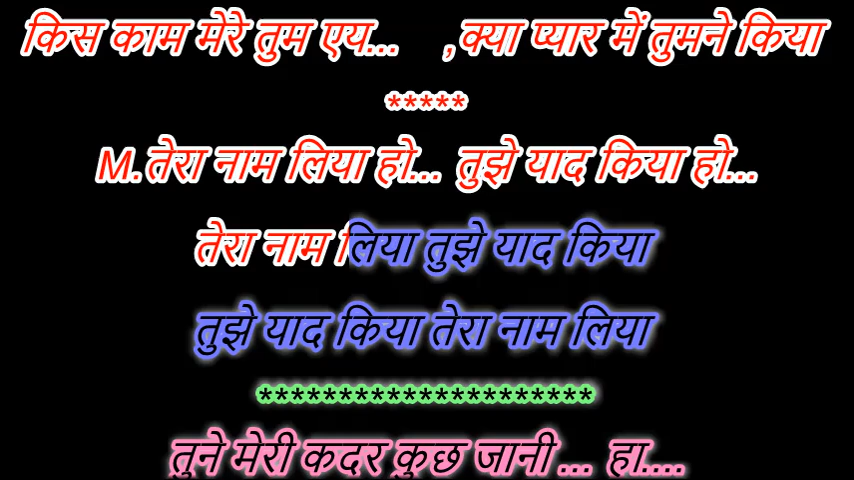 किस काम मेरे तुम एय... ,क्या प्यार में तुमने किया
*****
M.तेरा नाम लिया हो... तुझे याद किया हो...
तेरा नाम लिया तुझे याद किया
तुझे याद किया तेरा नाम लिया
*********************
तुने मेरी कदर कुछ जानी ... हा....